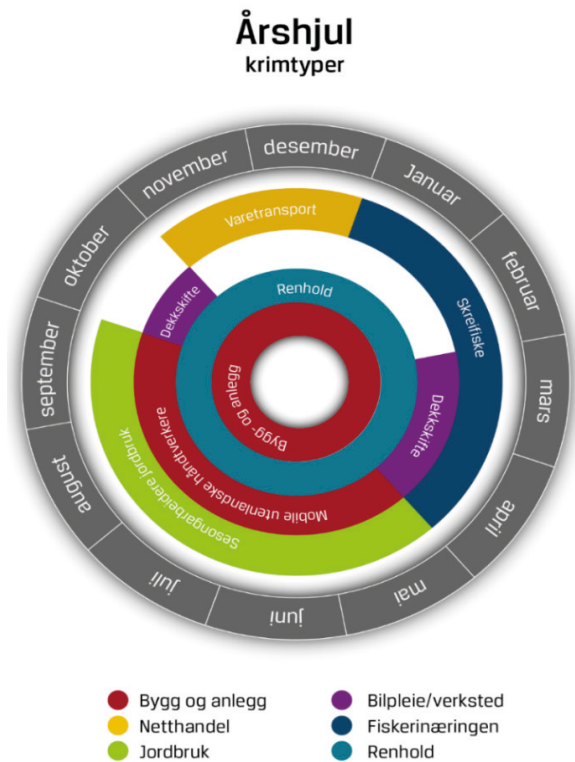 Årshjul
krimtyper
desember
Januar
februar
mars
april
mai
juni
juli
august
september
oktober
november
Varetransport
Skreifiske
Dekkskifte
Renhold
Dekkskifte
Bygg- og anlegg
Mobile utenlandske håndtverkere
Sesongarbeidere Jordbruk
Bygg og anlegg
Netthandel
Jordbruk
Bilpleie/verksted
Fiskerinæringen
Renhold